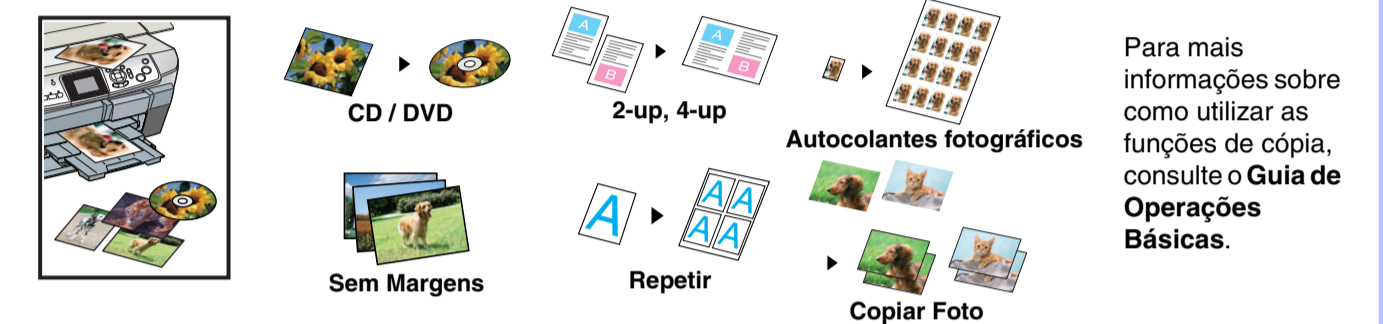 A
B
A
B
CD / DVD
2-up, 4-up
Autocolantes fotográficos
A
A A
A A
Sem Margens
Repetir
Copiar Foto
Para mais
informações sobre
como utilizar as
funções de cópia,
consulte o Guia de
Operações
Básicas.